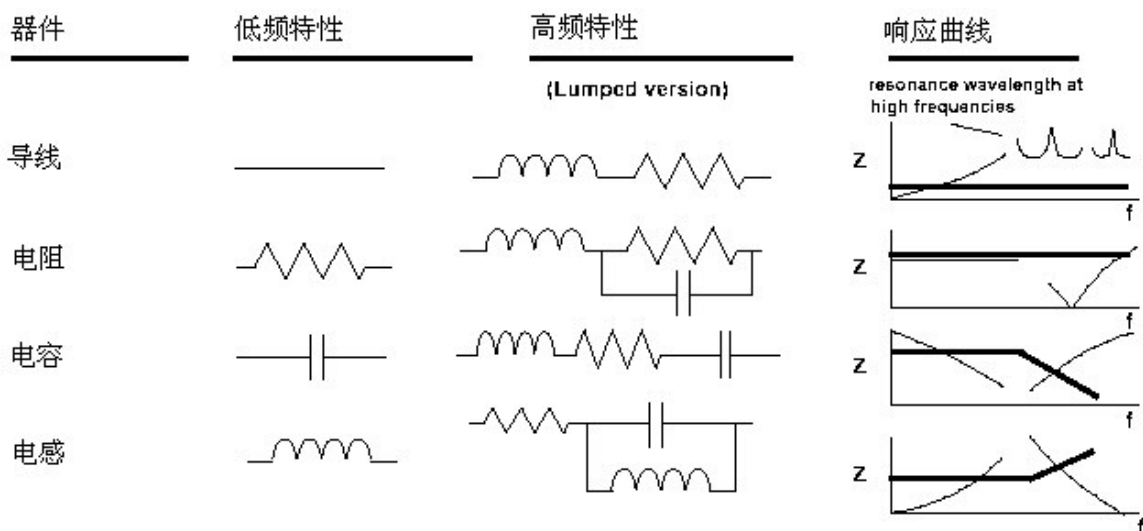 器件 低频特性 高频特性 响应曲线
(Lumped version)
resonance wavelength at
high frequencies
导线
Z
f
电阻
Z
f
电容
Z
f
电感
Z
f